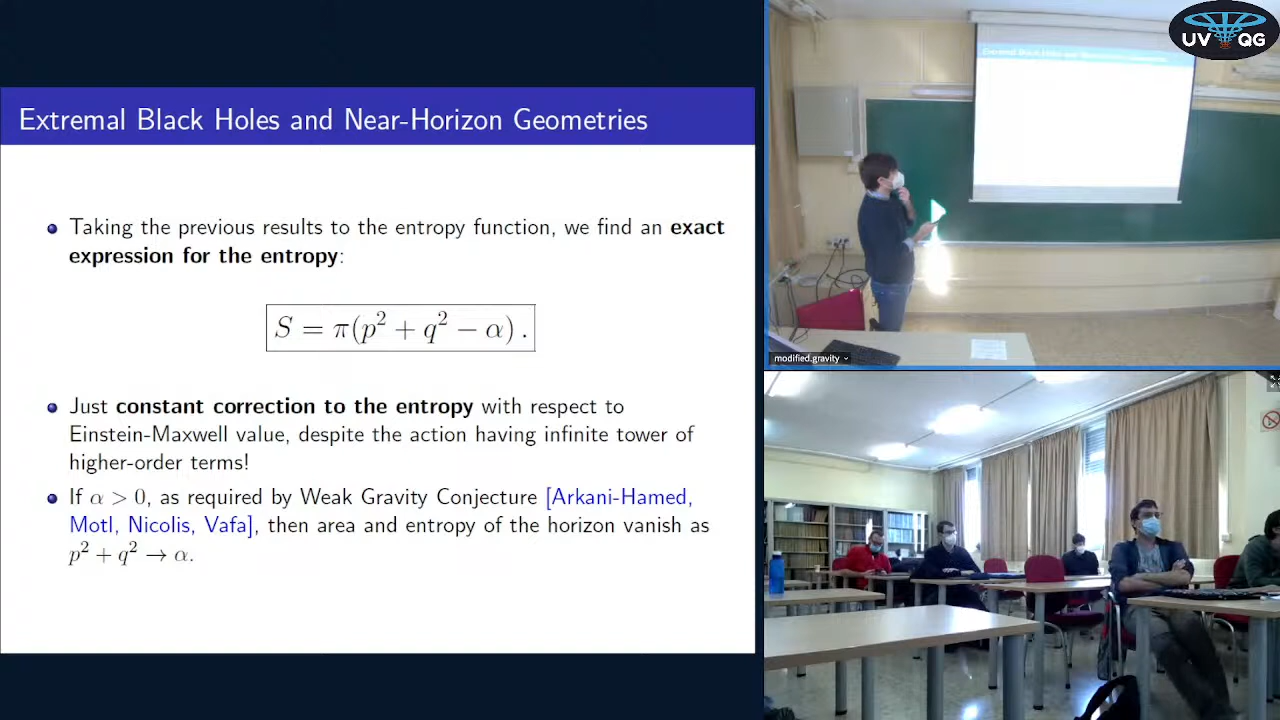 Extremal Black Holes and Near-Horizon Geometries
Taking the previous results to the entropy function, we find an exact
expression for the entropy:
S = π(p² + q² − α) .
Just constant correction to the entropy with respect to
Einstein-Maxwell value, despite the action having infinite tower of
higher-order terms!
If α > 0, as required by Weak Gravity Conjecture [Arkani-Hamed,
Motl, Nicolis, Vafa], then area and entropy of the horizon vanish as
p² + q² → α.
UV QG
modified.gravity